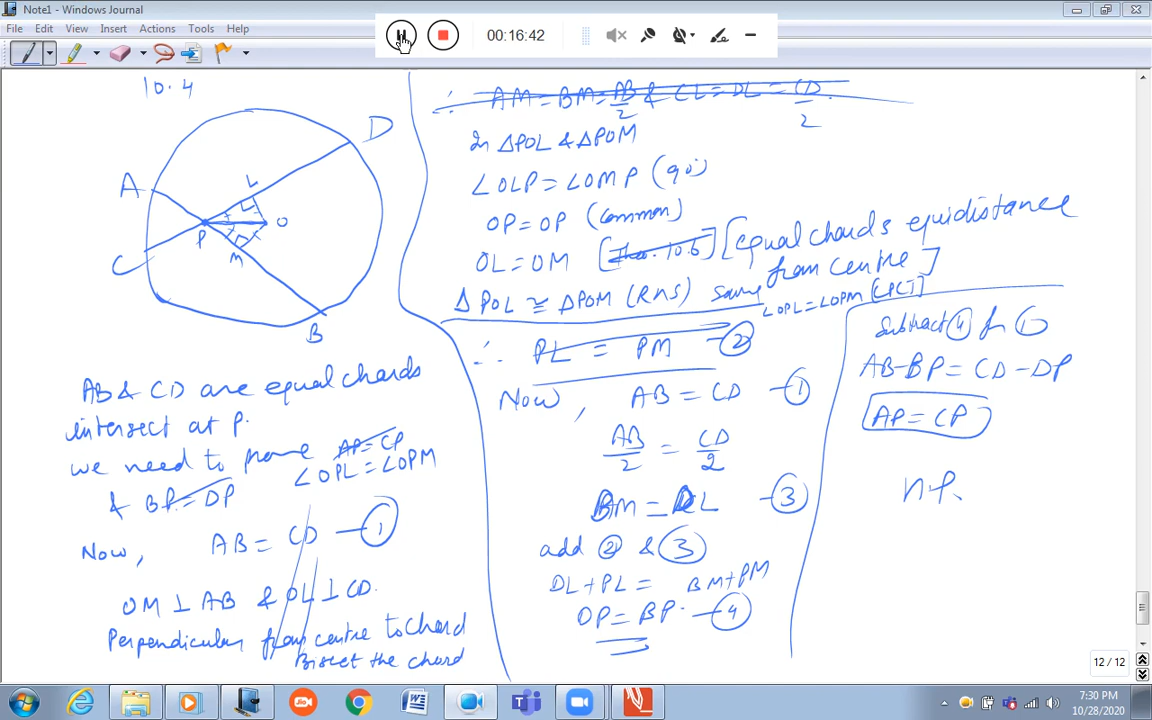 Note1 - Windows Journal
File Edit View Insert Actions Tools Help
00:16:42
10.4
A
D
L
O
P
M
C
B
AB & CD are equal chords
intersect at P.
we need to prove AP = CP
∠OPL = ∠OPM
& BP = DP
Now, AB = CD —①
OM ⊥ AB & OL ⊥ CD.
Perpendicular from centre to chord
Bisect the chord
∴ AM = BM = AB/2 & CL = DL = CD/2.
In ΔPOL & ΔPOM
∠OLP = ∠OMP (90°)
OP = OP (common)
OL = OM [Theo. 10.6] [equal chords equidistance
from centre]
ΔPOL ≅ ΔPOM (RHS) same
∠OPL = ∠OPM [CPCT]
∴ PL = PM —②
Now, AB = CD —①
AB/2 = CD/2
BM = DL —③
add ② & ③
DL + PL = BM + PM
OP = BP. —④
Subtract ④ fr ①
AB - BP = CD - DP
AP = CP
H.P.
12 / 12
7:30 PM
10/28/2020